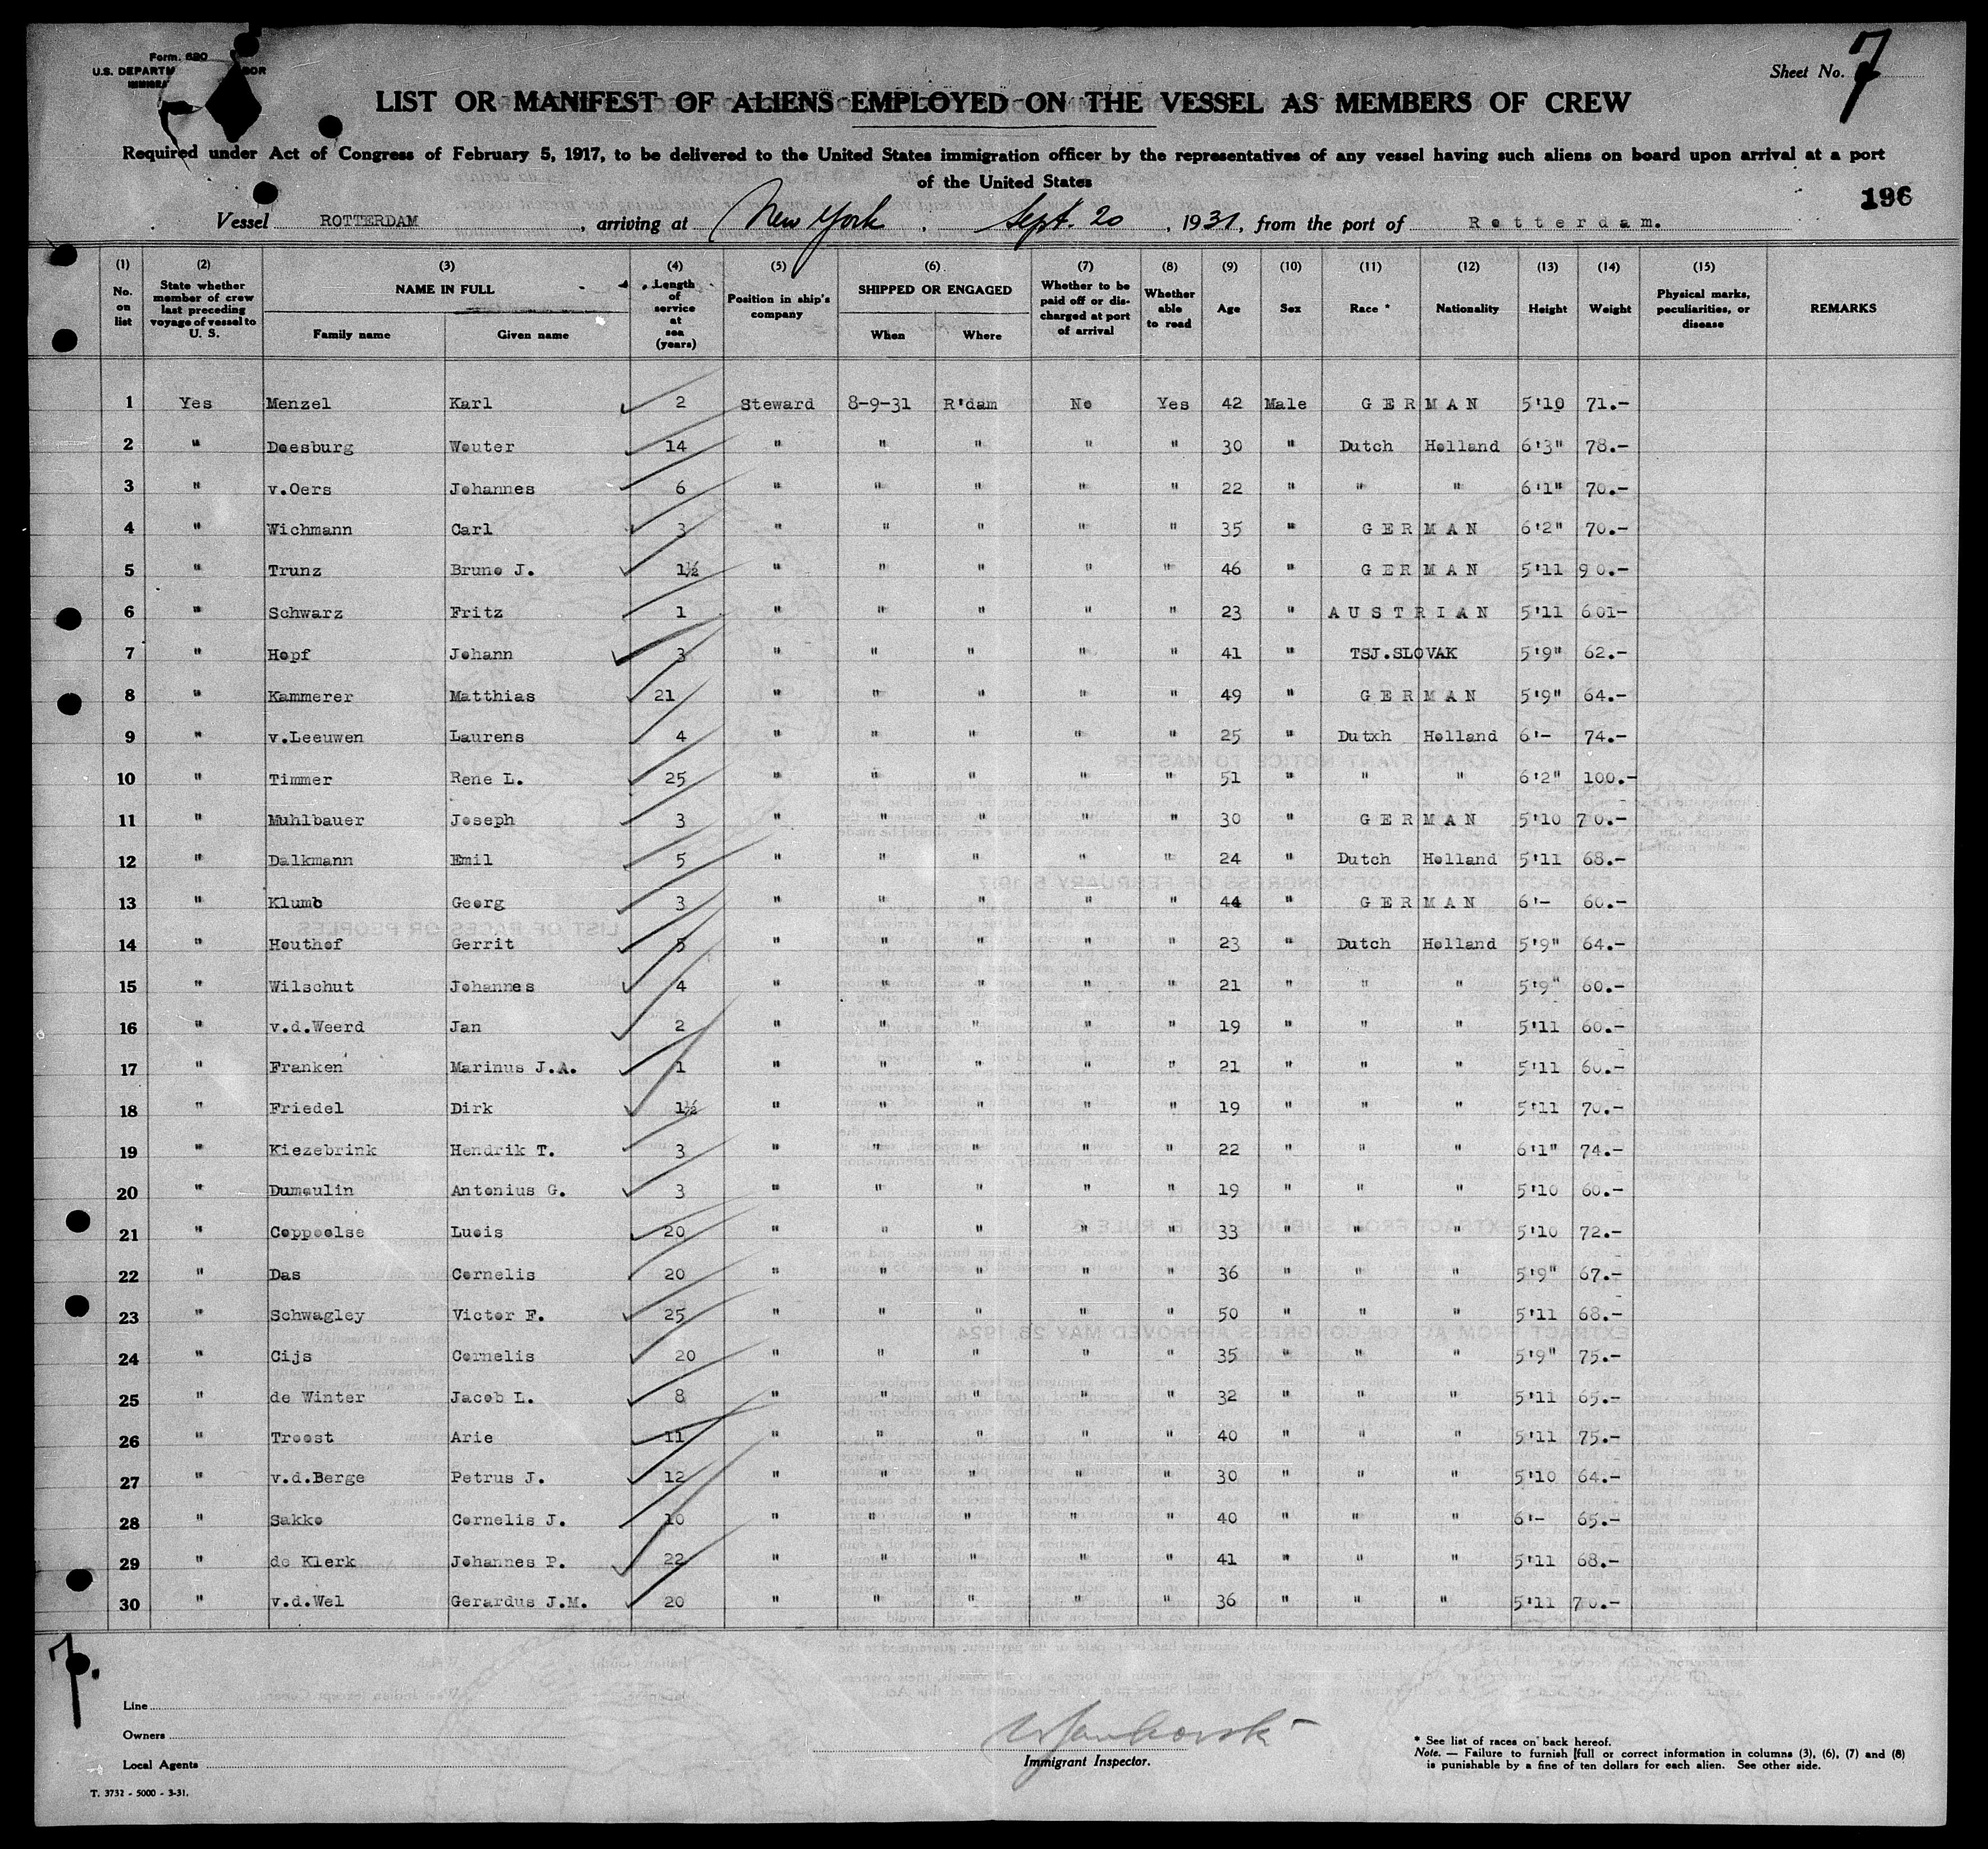 Form. 680
U.S. DEPARTM BOR
IMMIGRA
Sheet No. 7
LIST OR MANIFEST OF ALIENS EMPLOYED ON THE VESSEL AS MEMBERS OF CREW
Required under Act of Congress of February 5, 1917, to be delivered to the United States immigration officer by the representatives of any vessel having such aliens on board upon arrival at a port
of the United States
196
Vessel ROTTERDAM, arriving at New York, Sept. 20, 1931, from the port of Rotterdam.
(1) (2) (3) (4) (5) (6) (7) (8) (9) (10) (11) (12) (13) (14) (15)
No. on list State whether member of crew last preceding voyage of vessel to U. S. NAME IN FULL Family name Given name Length of service at sea (years) Position in ship's company SHIPPED OR ENGAGED When Where Whether to be paid off or discharged at port of arrival Whether able to read Age Sex Race * Nationality Height Weight Physical marks, peculiarities, or disease REMARKS
1 Yes Menzel Karl 2 Steward 8-9-31 R'dam No Yes 42 Male GERMAN 5'10 71.-
2 " Doesburg Wouter 14 " " " " " 30 " Dutch Holland 6'3" 78.-
3 " v.Oers Johannes 6 " " " " " 22 " " " 6'1" 70.-
4 " Wichmann Carl 3 " " " " " 35 " GERMAN 6'2" 70.-
5 " Trunz Bruno J. 1½ " " " " " 46 " GERMAN 5'11 90.-
6 " Schwarz Fritz 1 " " " " " 23 " AUSTRIAN 5'11 601-
7 " Hopf Johann 3 " " " " " 41 " TSJ.SLOVAK 5'9" 62.-
8 " Kammerer Matthias 21 " " " " " 49 " GERMAN 5'9" 64.-
9 " v.Leeuwen Laurens 4 " " " " " 25 " Dutxh Holland 6'- 74.-
10 " Timmer Rene L. 25 " " " " " 51 " " " 6'2" 100.-
11 " Muhlbauer Joseph 3 " " " " " 30 " GERMAN 5'10 70.-
12 " Dalkmann Emil 5 " " " " " 24 " Dutch Holland 5'11 68.-
13 " Klumb Georg 3 " " " " " 44 " GERMAN 6'- 60.-
14 " Houthof Gerrit 5 " " " " " 23 " Dutch Holland 5'9" 64.-
15 " Wilschut Johannes 4 " " " " " 21 " " " 5'9" 60.-
16 " v.d.Weerd Jan 2 " " " " " 19 " " " 5'11 60.-
17 " Franken Marinus J.A. 1 " " " " " 21 " " " 5'11 60.-
18 " Friedel Dirk 1½ " " " " " 19 " " " 5'11 70.-
19 " Kiezebrink Hendrik T. 3 " " " " " 22 " " " 6'1" 74.-
20 " Dumoulin Antonius G. 3 " " " " " 19 " " " 5'10 60.-
21 " Coppoolse Louis 20 " " " " " 33 " " " 5'10 72.-
22 " Das Cornelis 20 " " " " " 36 " " " 5'9" 67.-
23 " Schwagley Victor F. 25 " " " " " 50 " " " 5'11 68.-
24 " Cijs Cornelis 20 " " " " " 35 " " " 5'9" 75.-
25 " de Winter Jacob L. 8 " " " " " 32 " " " 5'11 65.-
26 " Troost Arie 11 " " " " " 40 " " " 5'11 75.-
27 " v.d.Berge Petrus J. 12 " " " " " 30 " " " 5'10 64.-
28 " Sakko Cornelis J. 10 " " " " " 40 " " " 6'- 65.-
29 " de Klerk Johannes P. 22 " " " " " 41 " " " 5'11 68.-
30 " v.d.Wel Gerardus J.M. 20 " " " " " 36 " " " 5'11 70.-
7.
Line
Owners
Local Agents
Immigrant Inspector.
* See list of races on back hereof.
Note. — Failure to furnish full or correct information in columns (3), (6), (7) and (8)
is punishable by a fine of ten dollars for each alien. See other side.
T. 3732 - 5000 - 3-31.